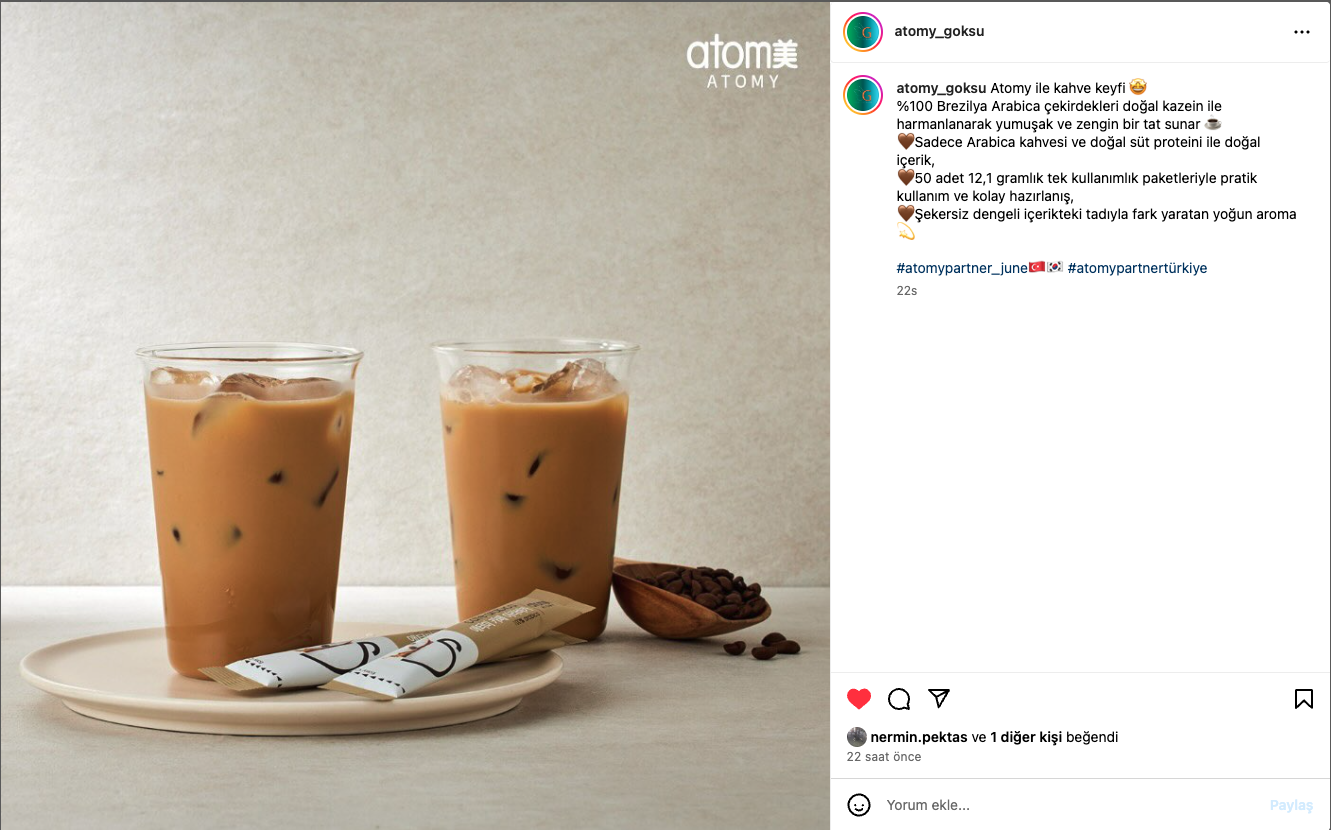 atom美
ATOMY
atomy_goksu
atomy_goksu Atomy ile kahve keyfi 🤩
%100 Brezilya Arabica çekirdekleri doğal kazein ile
harmanlanarak yumuşak ve zengin bir tat sunar ☕
🤎Sadece Arabica kahvesi ve doğal süt proteini ile doğal
içerik,
🤎50 adet 12,1 gramlık tek kullanımlık paketleriyle pratik
kullanım ve kolay hazırlanış,
🤎Şekersiz dengeli içerikteki tadıyla fark yaratan yoğun aroma
💫
#atomypartner_june🇹🇷🇰🇷 #atomypartnertürkiye
22s
nermin.pektas ve 1 diğer kişi beğendi
22 saat önce
Yorum ekle...
Paylaş